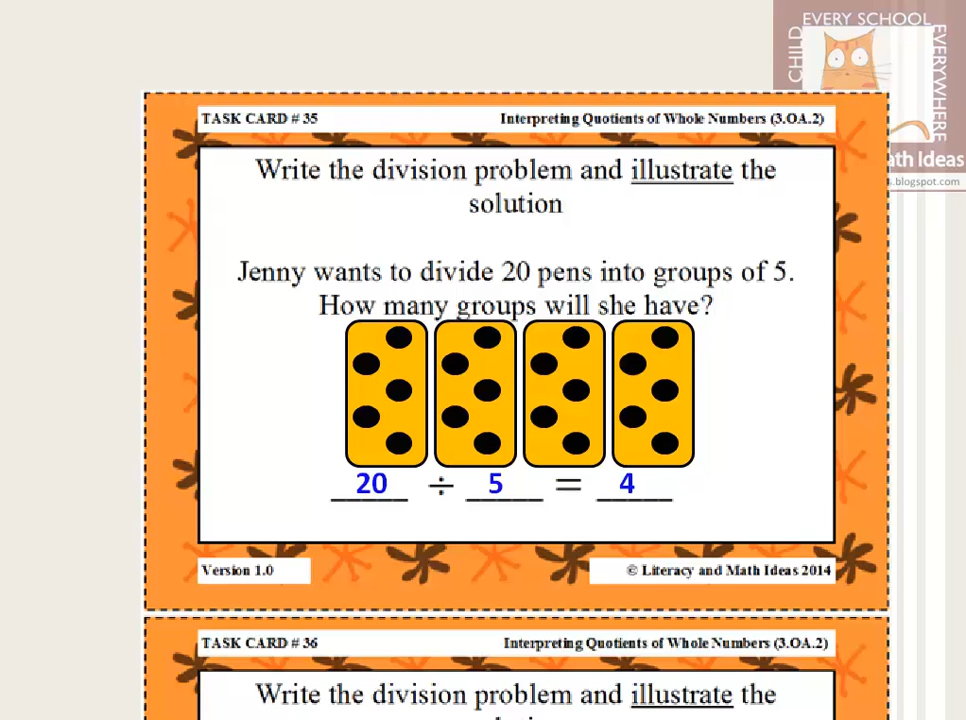 EVERY SCHOOL
CHILD
EVERYWHERE
ath Ideas
s.blogspot.com
TASK CARD # 35
Interpreting Quotients of Whole Numbers (3.OA.2)
Write the division problem and illustrate the
solution
Jenny wants to divide 20 pens into groups of 5.
How many groups will she have?
20 ÷ 5 = 4
Version 1.0
© Literacy and Math Ideas 2014
TASK CARD # 36
Interpreting Quotients of Whole Numbers (3.OA.2)
Write the division problem and illustrate the